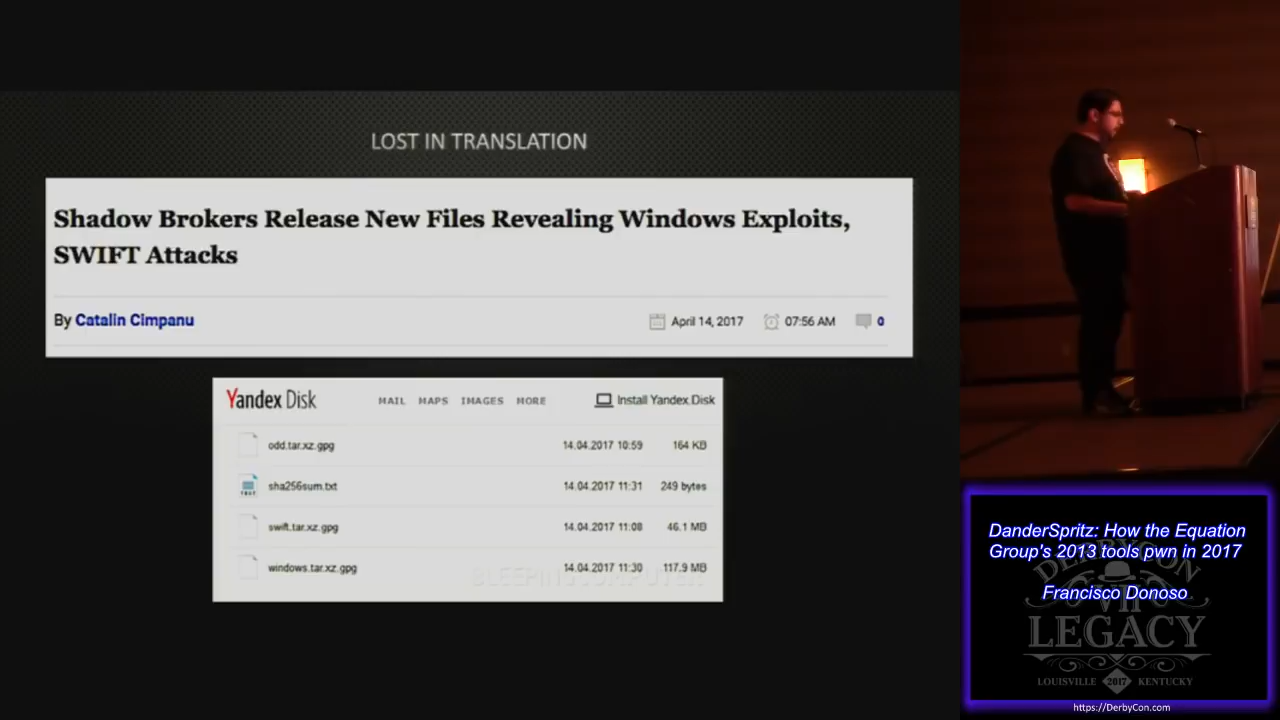 LOST IN TRANSLATION
Shadow Brokers Release New Files Revealing Windows Exploits,
SWIFT Attacks
By Catalin Cimpanu April 14, 2017 07:56 AM 0
Yandex Disk MAIL MAPS IMAGES MORE Install Yandex.Disk
odd.tar.xz.gpg 14.04.2017 10:59 164 KB
sha256sum.txt 14.04.2017 11:31 249 bytes
swift.tar.xz.gpg 14.04.2017 11:08 46.1 MB
windows.tar.xz.gpg 14.04.2017 11:30 117.9 MB
BLEEPINGCOMPUTER
DanderSpritz: How the Equation
Group's 2013 tools pwn in 2017
Francisco Donoso
DERBYCON
VII
LEGACY
LOUISVILLE 2017 KENTUCKY
https://DerbyCon.com